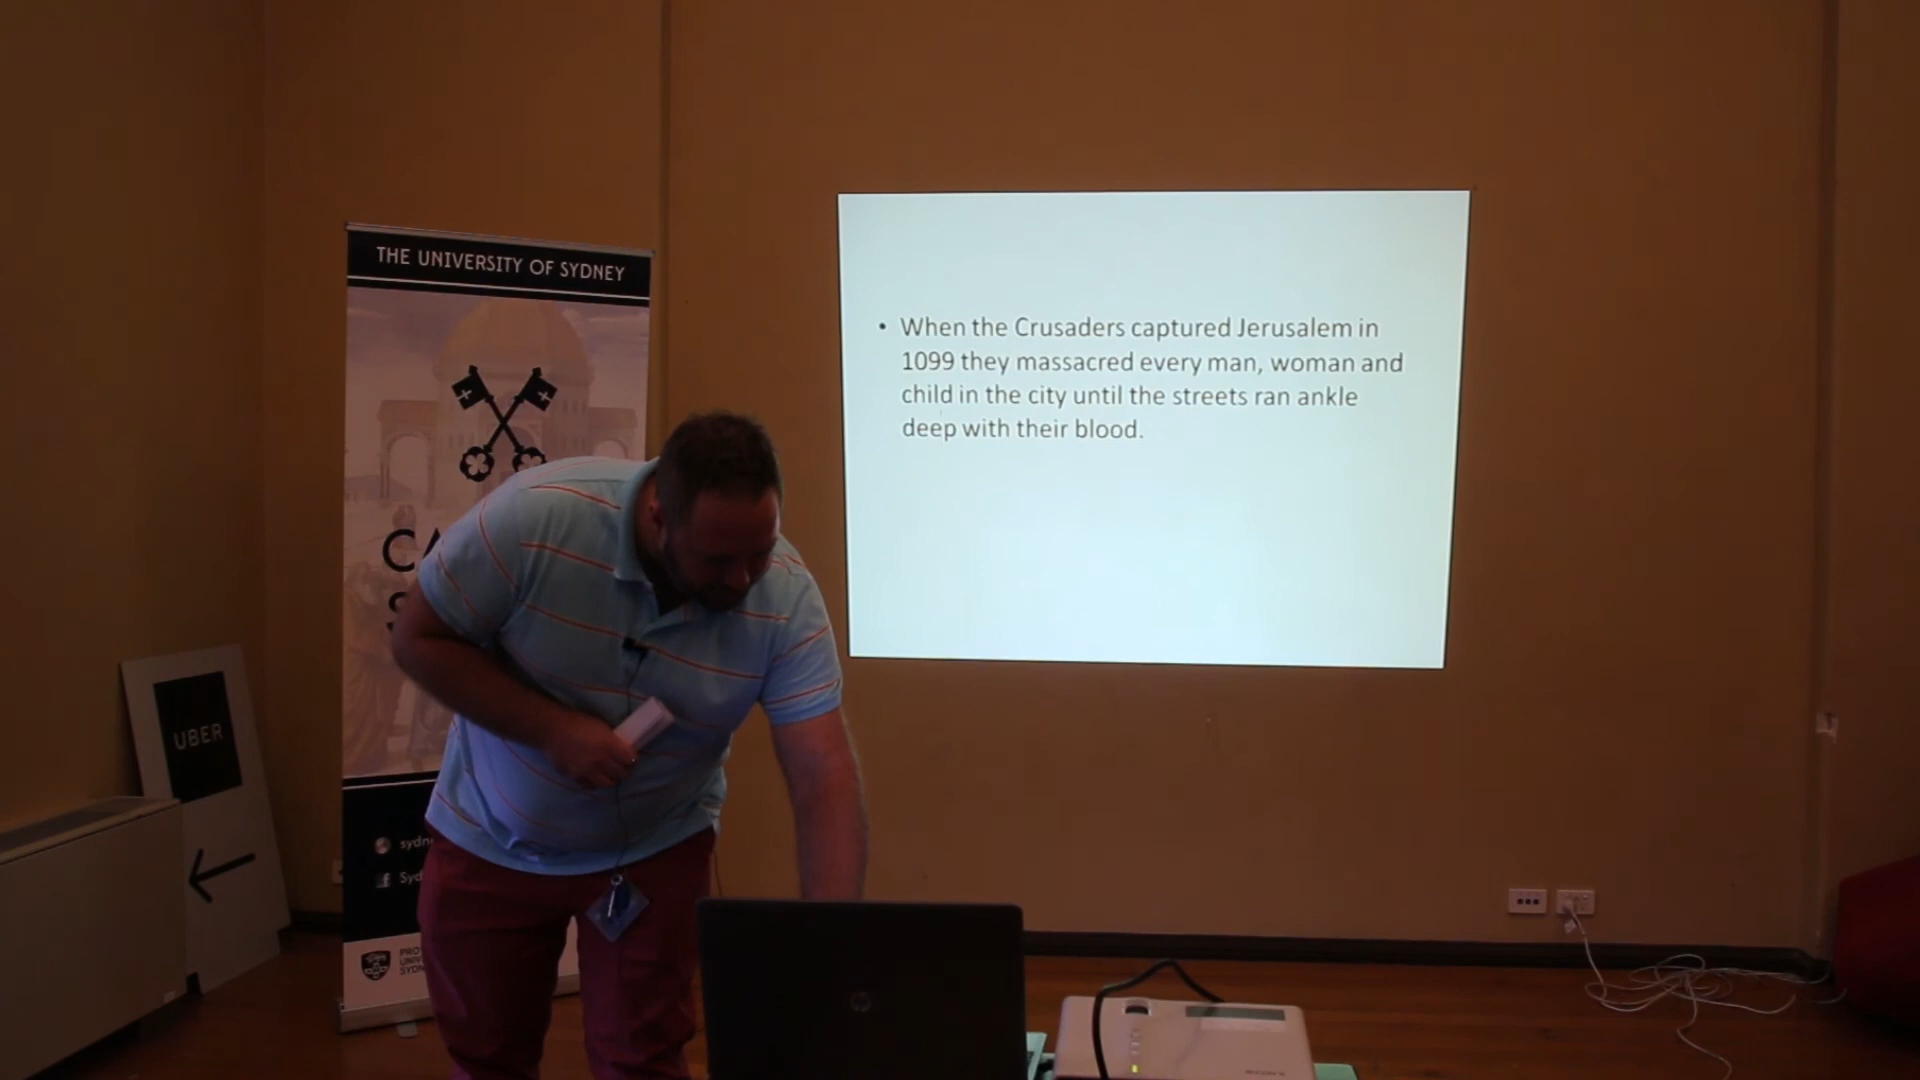 THE UNIVERSITY OF SYDNEY
UBER
• When the Crusaders captured Jerusalem in
1099 they massacred every man, woman and
child in the city until the streets ran ankle
deep with their blood.
hp